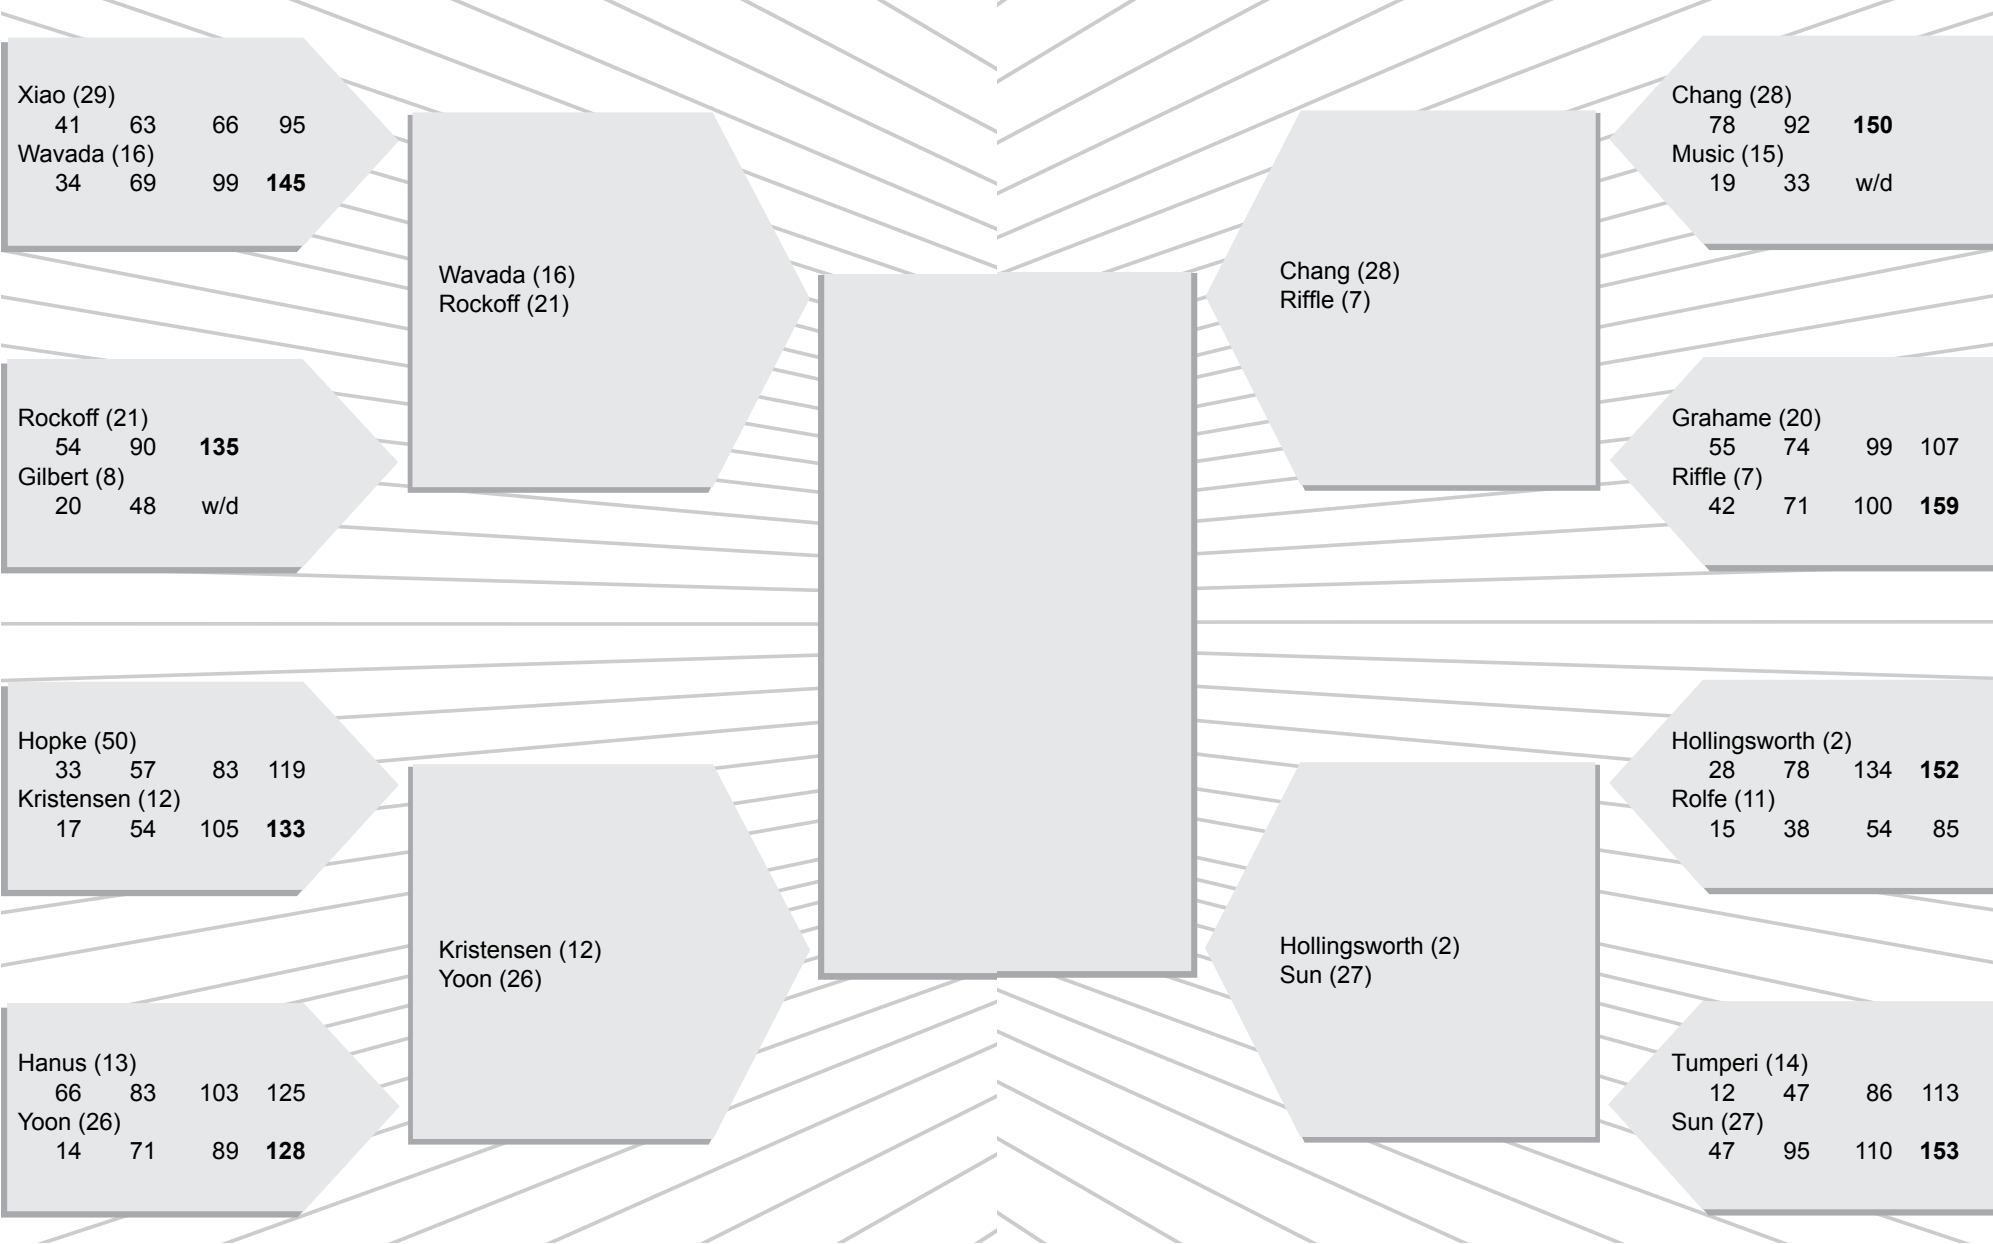 Xiao (29)
41 63 66 95
Wavada (16)
34 69 99 145
Rockoff (21)
54 90 135
Gilbert (8)
20 48 w/d
Hopke (50)
33 57 83 119
Kristensen (12)
17 54 105 133
Hanus (13)
66 83 103 125
Yoon (26)
14 71 89 128
Wavada (16)
Rockoff (21)
Kristensen (12)
Yoon (26)
Chang (28)
Riffle (7)
Hollingsworth (2)
Sun (27)
Chang (28)
78 92 150
Music (15)
19 33 w/d
Grahame (20)
55 74 99 107
Riffle (7)
42 71 100 159
Hollingsworth (2)
28 78 134 152
Rolfe (11)
15 38 54 85
Tumperi (14)
12 47 86 113
Sun (27)
47 95 110 153